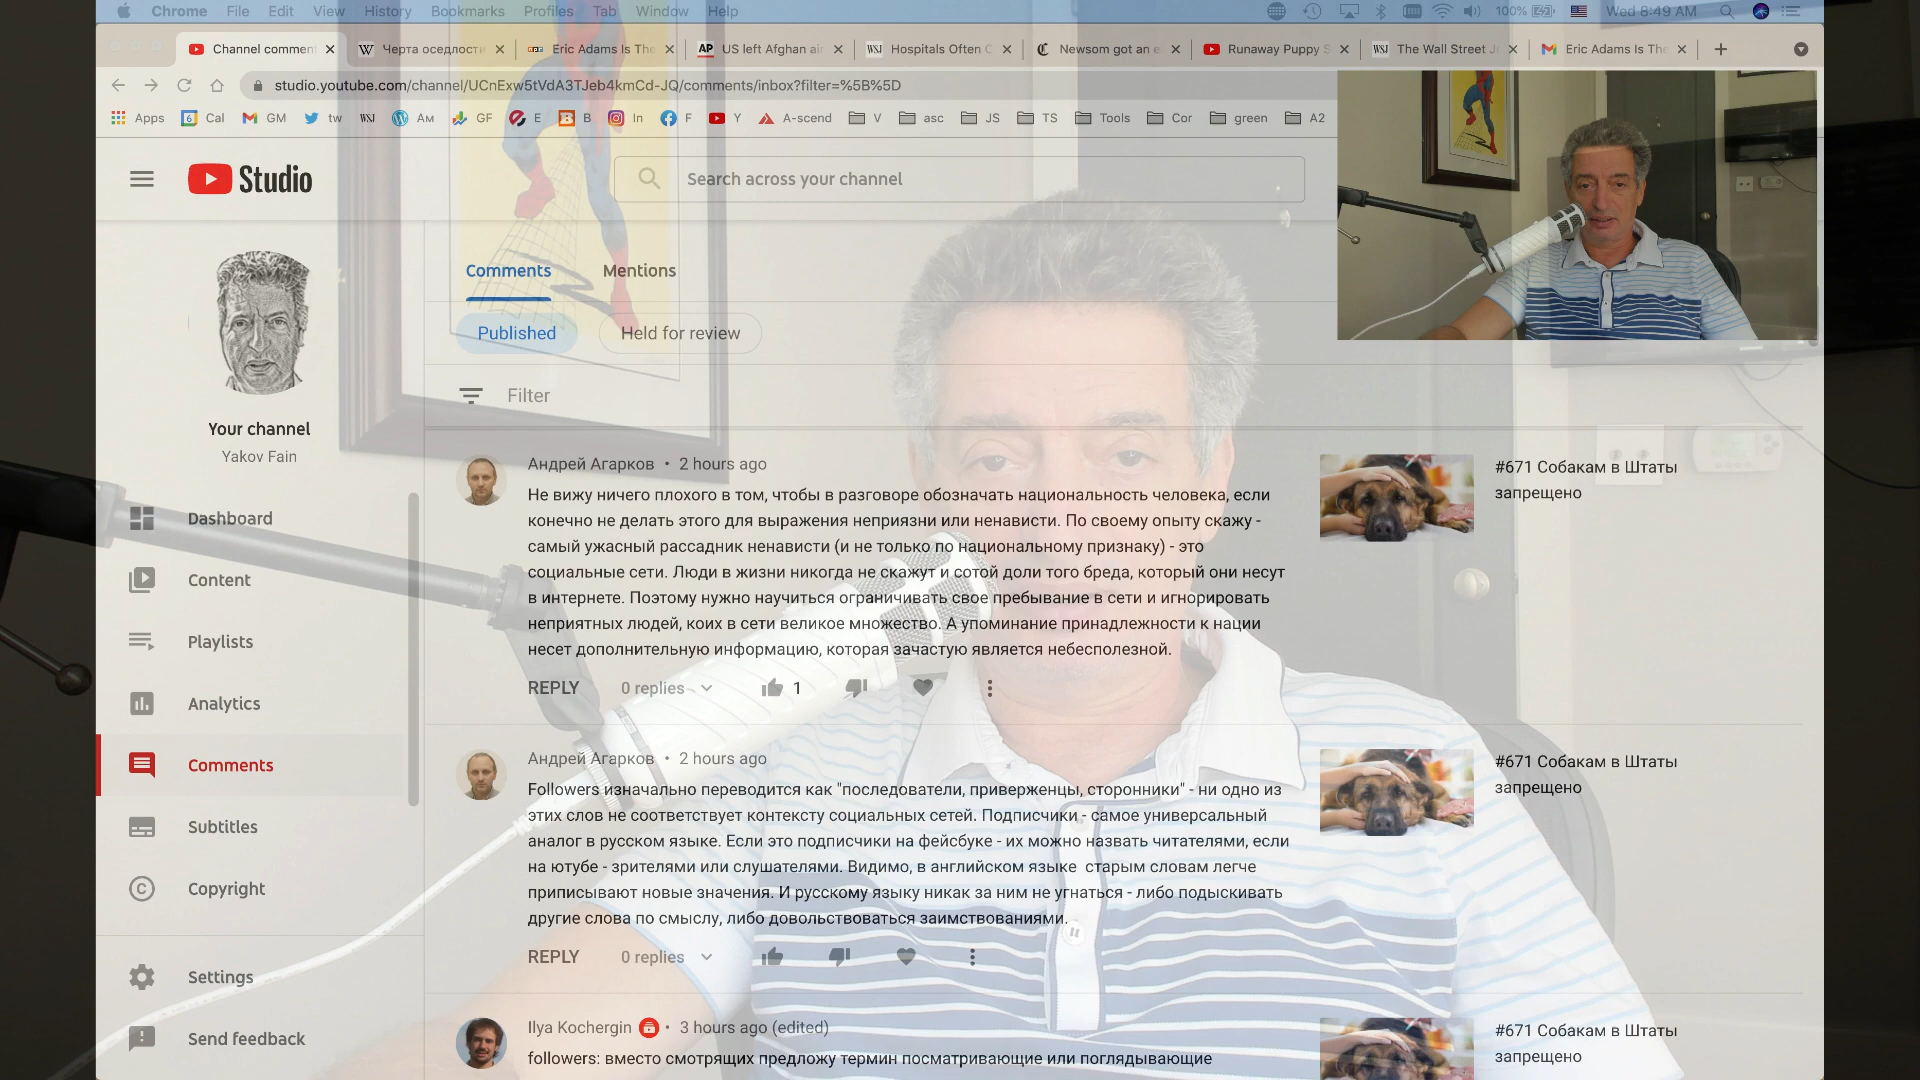 Chrome File Edit View History Bookmarks Profiles Tab Window Help 100% Wed 8:49 AM
Channel commen Черта оседлост Eric Adams Is The US left Afghan air Hospitals Often Newsom got an e Runaway Puppy S The Wall Street J Eric Adams Is The
studio.youtube.com/channel/UCnExw5tVdA3TJeb4kmCd-JQ/comments/inbox?filter=%5B%5D
Apps Cal GM tw WSJ Ам GF E B In F Y A-scend V asc JS TS Tools Cor green A2
Studio
Search across your channel
Comments Mentions
Published Held for review
Filter
Your channel
Yakov Fain
Dashboard
Content
Playlists
Analytics
Comments
Subtitles
Copyright
Settings
Send feedback
Андрей Агарков • 2 hours ago
Не вижу ничего плохого в том, чтобы в разговоре обозначать национальность человека, если
конечно не делать этого для выражения неприязни или ненависти. По своему опыту скажу -
самый ужасный рассадник ненависти (и не только по национальному признаку) - это
социальные сети. Люди в жизни никогда не скажут и сотой доли того бреда, который они несут
в интернете. Поэтому нужно научиться ограничивать свое пребывание в сети и игнорировать
неприятных людей, коих в сети великое множество. А упоминание принадлежности к нации
несет дополнительную информацию, которая зачастую является небесполезной.
REPLY 0 replies 1
#671 Собакам в Штаты
запрещено
Андрей Агарков • 2 hours ago
Followers изначально переводится как "последователи, приверженцы, сторонники" - ни одно из
этих слов не соответствует контексту социальных сетей. Подписчики - самое универсальный
аналог в русском языке. Если это подписчики на фейсбуке - их можно назвать читателями, если
на ютубе - зрителями или слушателями. Видимо, в английском языке старым словам легче
приписывают новые значения. И русскому языку никак за ним не угнаться - либо подыскивать
другие слова по смыслу, либо довольствоваться заимствованиями.
REPLY 0 replies
#671 Собакам в Штаты
запрещено
Ilya Kochergin • 3 hours ago (edited)
followers: вместо смотрящих предложу термин посматривающие или поглядывающие
#671 Собакам в Штаты
запрещено